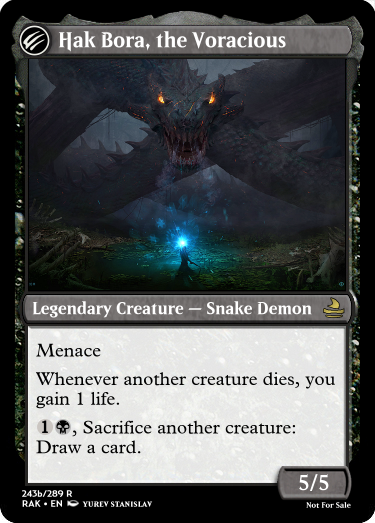 Hak Bora, the Voracious
Legendary Creature — Snake Demon
Menace
Whenever another creature dies, you
gain 1 life.
1, Sacrifice another creature:
Draw a card.
5/5
243b/289 R
RAK • EN YUREV STANISLAV
Not For Sale